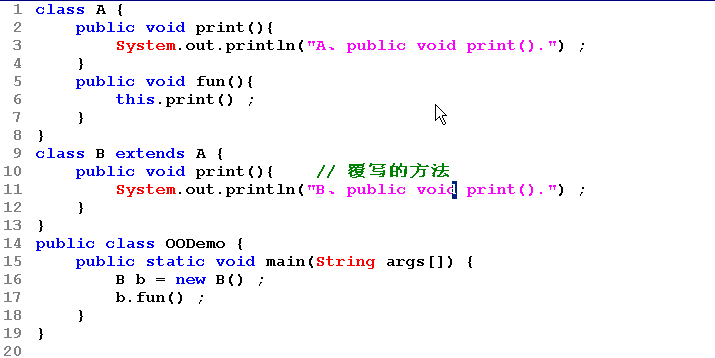 1 class A {
2     public void print(){
3         System.out.println("A、public void print().") ;
4     }
5     public void fun(){
6         this.print() ;
7     }
8 }
9 class B extends A {
10     public void print(){    // 覆写的方法
11         System.out.println("B、public void print().") ;
12     }
13 }
14 public class OODemo {
15     public static void main(String args[]) {
16         B b = new B() ;
17         b.fun() ;
18     }
19 }
20